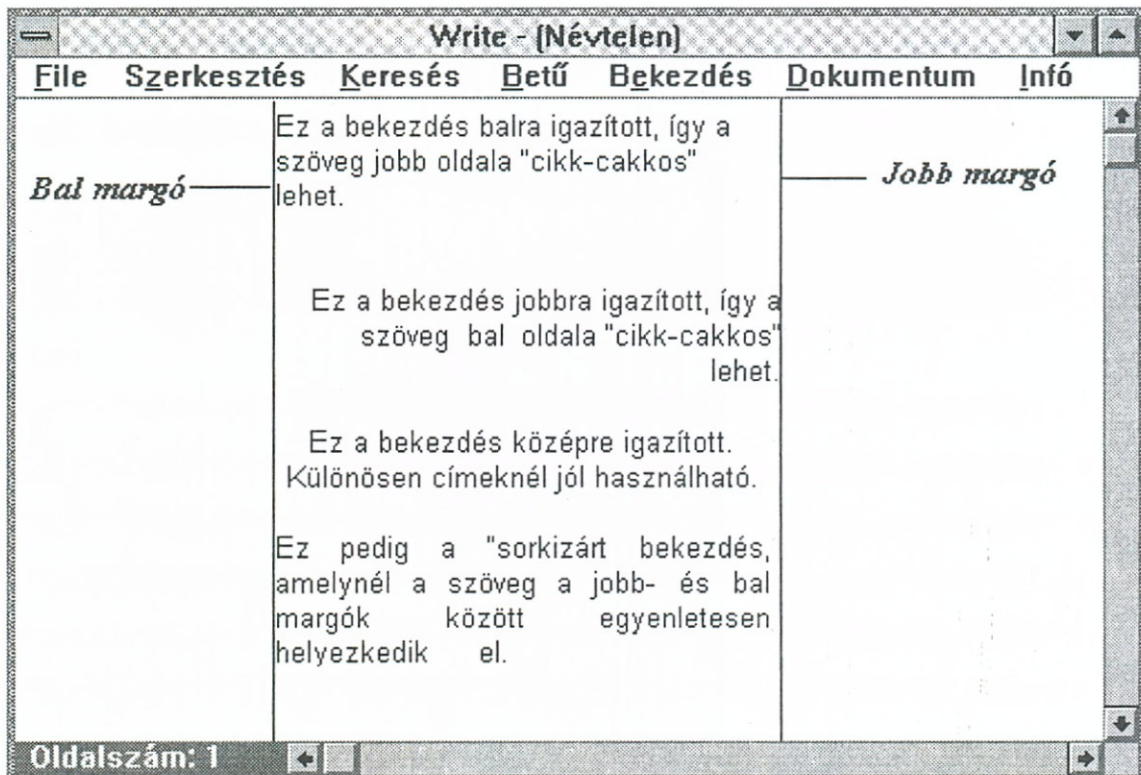 Write - (Névtelen)
File Szerkesztés Keresés Betű Bekezdés Dokumentum Infó
Ez a bekezdés balra igazított, így a
szöveg jobb oldala "cikk-cakkos"
lehet.
Bal margó
Jobb margó
Ez a bekezdés jobbra igazított, így a
szöveg bal oldala "cikk-cakkos"
lehet.
Ez a bekezdés középre igazított.
Különösen címeknél jól használható.
Ez pedig a "sorkizárt bekezdés,
amelynél a szöveg a jobb- és bal
margók között egyenletesen
helyezkedik el.
Oldalszám: 1